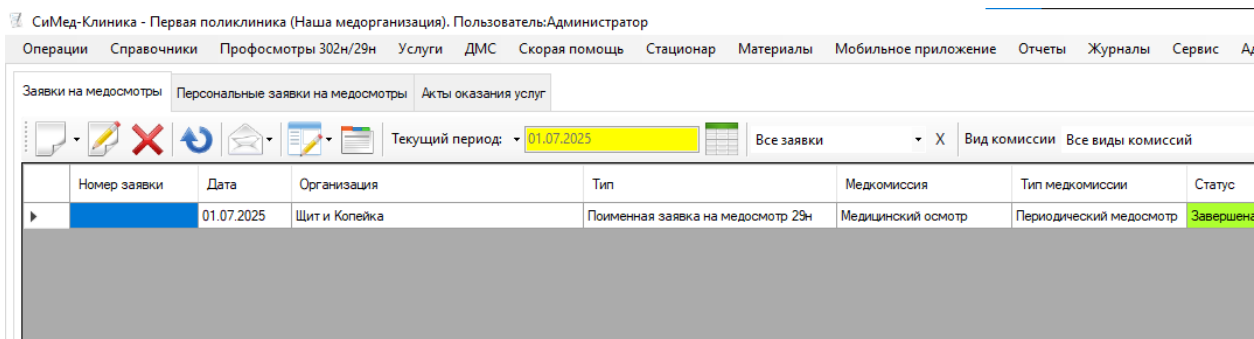 СиМед-Клиника - Первая поликлиника (Наша медорганизация). Пользователь:Администратор
Операции Справочники Профосмотры 302н/29н Услуги ДМС Скорая помощь Стационар Материалы Мобильное приложение Отчеты Журналы Сервис Ад
Заявки на медосмотры Персональные заявки на медосмотры Акты оказания услуг
Текущий период: 01.07.2025 Все заявки X Вид комиссии Все виды комиссий
Номер заявки Дата Организация Тип Медкомиссия Тип медкомиссии Статус
01.07.2025 Щит и Копейка Поименная заявка на медосмотр 29н Медицинский осмотр Периодический медосмотр Завершена